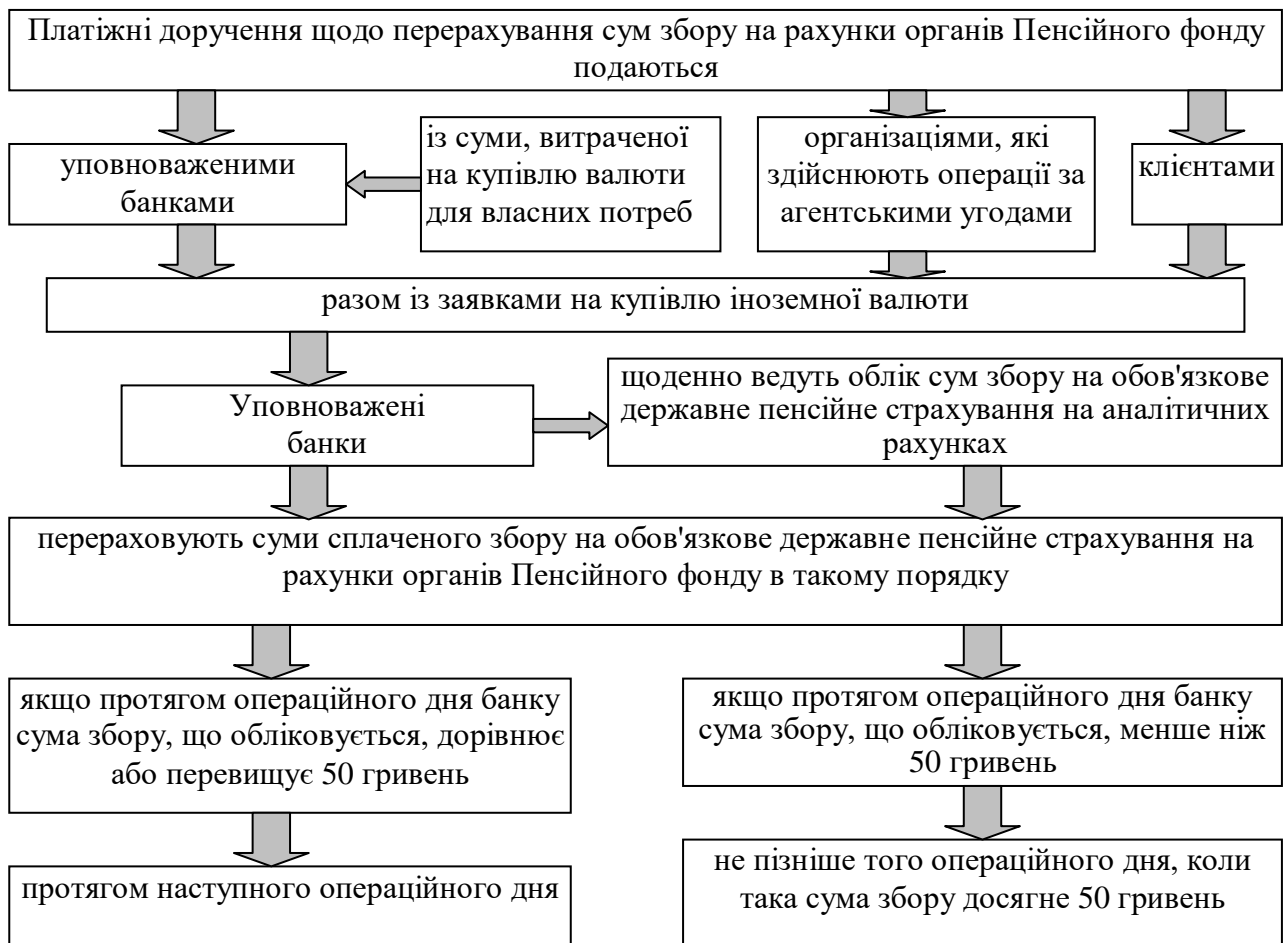 Платіжні доручення щодо перерахування сум збору на рахунки органів Пенсійного фонду
подаються
уповноваженими
банками
із суми, витраченої
на купівлю валюти
для власних потреб
організаціями, які
здійснюють операції за
агентськими угодами
клієнтами
разом із заявками на купівлю іноземної валюти
Уповноважені
банки
щоденно ведуть облік сум збору на обов'язкове
державне пенсійне страхування на аналітичних
рахунках
перераховують суми сплаченого збору на обов'язкове державне пенсійне страхування на
рахунки органів Пенсійного фонду в такому порядку
якщо протягом операційного дня банку
сума збору, що обліковується, дорівнює
або перевищує 50 гривень
якщо протягом операційного дня банку
сума збору, що обліковується, менше ніж
50 гривень
протягом наступного операційного дня
не пізніше того операційного дня, коли
така сума збору досягне 50 гривень